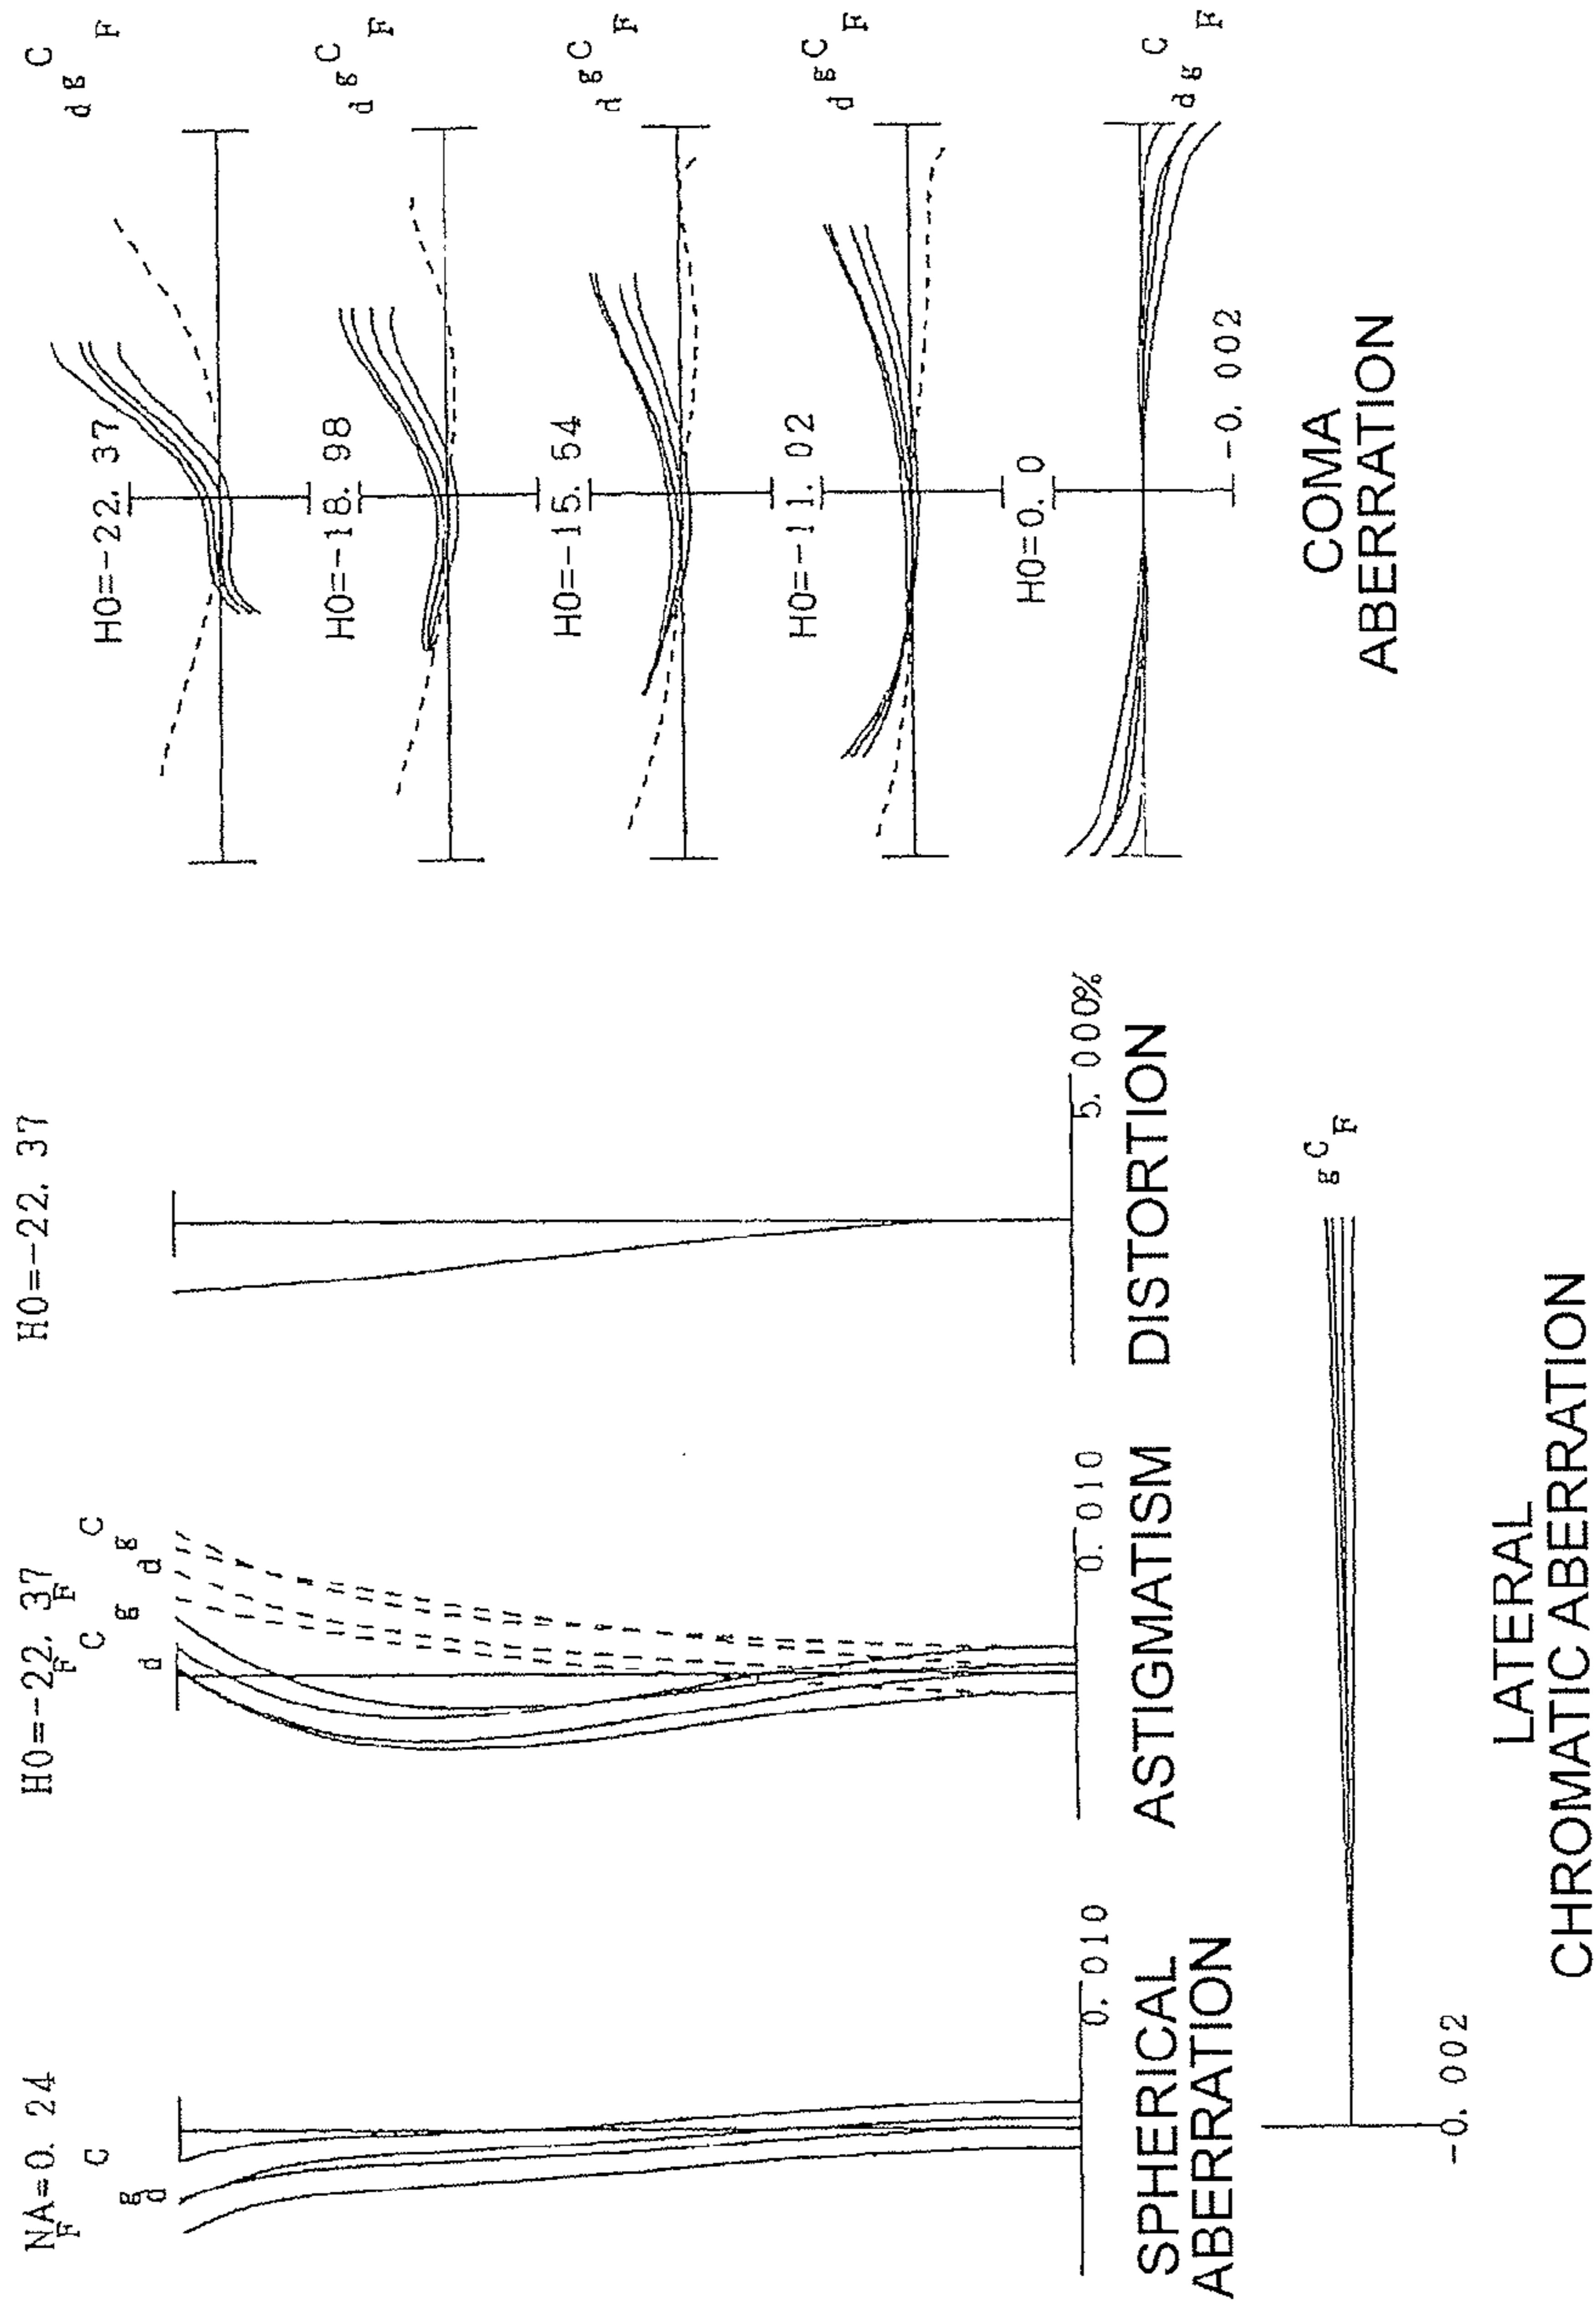 NA=0. 24
F
C
g
d
0. 010
SPHERICAL
ABERRATION
H0=-22. 37
F
F
d
C
g
d
g
C
0. 010
ASTIGMATISM
H0=-22. 37
5. 000%
DISTORTION
H0=-22. 37
d
g
C
F
H0=-18. 98
d
g
C
F
H0=-15. 54
d
g
C
F
H0=-11. 02
d
g
C
F
H0=0. 0
d
g
C
F
-0. 002
COMA
ABERRATION
g
C
F
-0. 002
LATERAL
CHROMATIC ABERRATION